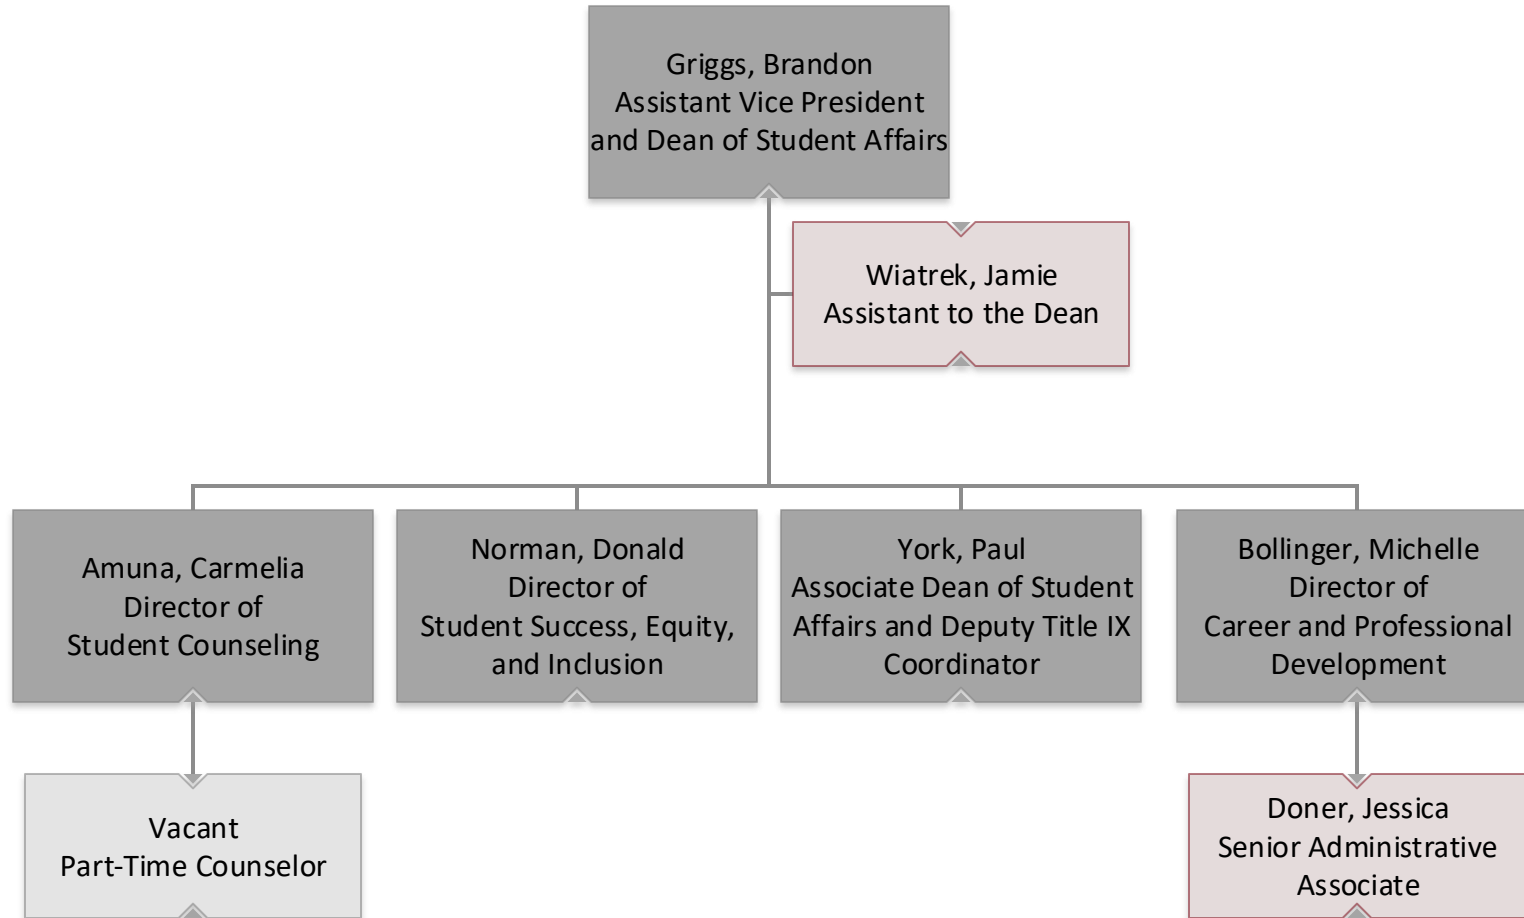 Griggs, Brandon
Assistant Vice President
and Dean of Student Affairs
Wiatrek, Jamie
Assistant to the Dean
Amuna, Carmelia
Director of
Student Counseling
Norman, Donald
Director of
Student Success, Equity,
and Inclusion
York, Paul
Associate Dean of Student
Affairs and Deputy Title IX
Coordinator
Bollinger, Michelle
Director of
Career and Professional
Development
Vacant
Part-Time Counselor
Doner, Jessica
Senior Administrative
Associate